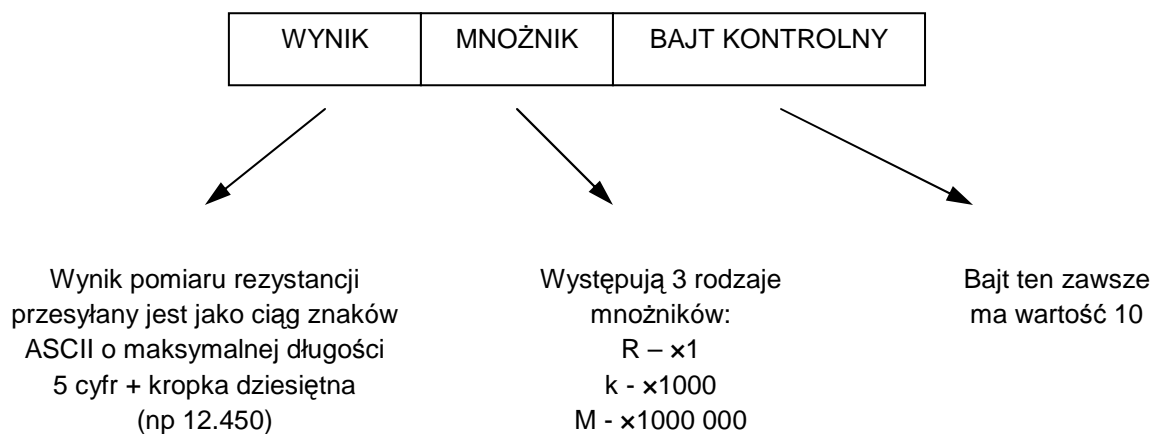 WYNIK
MNOŻNIK
BAJT KONTROLNY
Wynik pomiaru rezystancji
przesyłany jest jako ciąg znaków
ASCII o maksymalnej długości
5 cyfr + kropka dziesiętna
(np 12.450)
Występują 3 rodzaje
mnożników:
R – ×1
k - ×1000
M - ×1000 000
Bajt ten zawsze
ma wartość 10